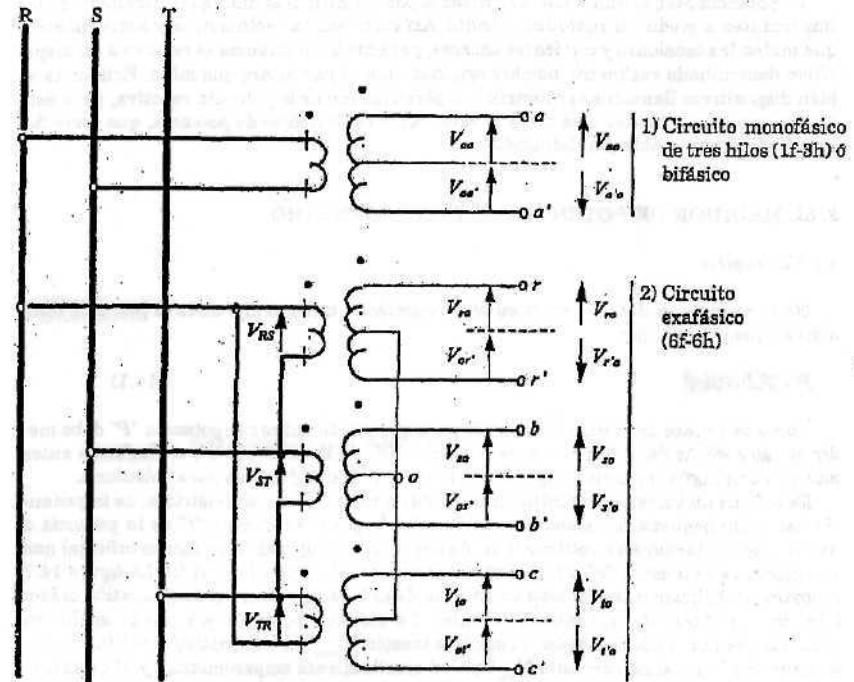 R S
a
V_oa V_ao
1) Circuito monofásico
de tres hilos (1f-3h) ó
bifásico
V_oa' V_a'o
a'
r
V_ro V_ro
2) Circuito
exafásico
(6f-6h)
V_RS
V_or' V_r'o
r'
b
V_so V_so
V_ST
o
V_os' V_s'o
b'
c
V_to V_to
V_TR
V_ot' V_t'o
c'